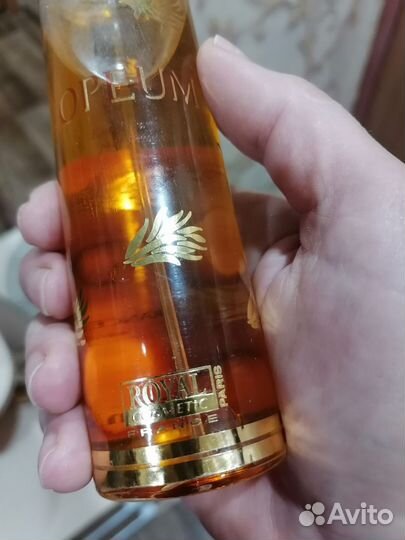 OPEUM
ROYAL
COSMETIC
PARIS
FRANCE
Avito